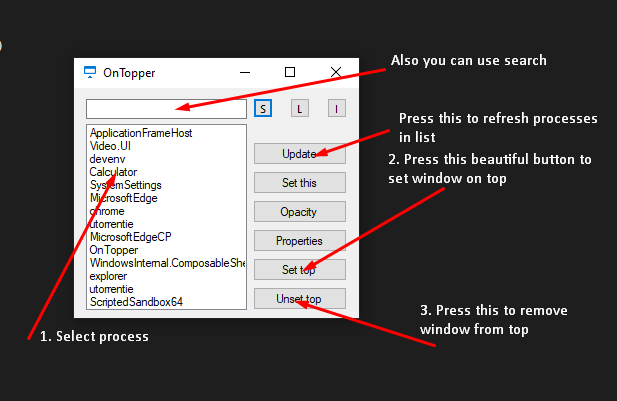 Also you can use search
OnTopper
S
L
I
Press this to refresh processes
in list
ApplicationFrameHost
Video.UI
devenv
Calculator
SystemSettings
MicrosoftEdge
chrome
utorrentie
MicrosoftEdgeCP
OnTopper
WindowsInternal.ComposableShe
explorer
utorrentie
ScriptedSandbox64
Update
Set this
Opacity
Properties
Set top
Unset top
2. Press this beautiful button to
set window on top
3. Press this to remove
window from top
1. Select process